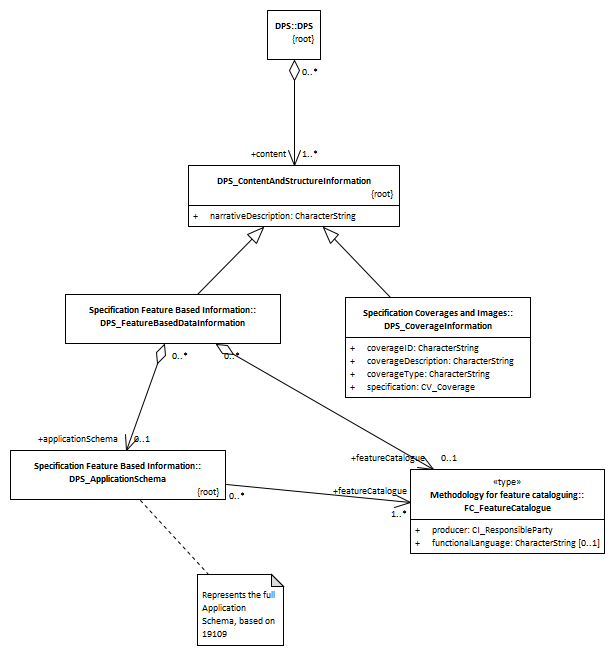 DPS::DPS
{root}
0..*
+content 1..*
DPS_ContentAndStructureInformation
{root}
+ narrativeDescription: CharacterString
Specification Feature Based Information::
DPS_FeatureBasedDataInformation
Specification Coverages and Images::
DPS_CoverageInformation
+ coverageID: CharacterString
+ coverageDescription: CharacterString
+ coverageType: CharacterString
+ specification: CV_Coverage
0..* 0..*
+applicationSchema 0..1
+featureCatalogue 0..1
Specification Feature Based Information::
DPS_ApplicationSchema
{root}
0..*
+featureCatalogue
1..*
«type»
Methodology for feature cataloguing::
FC_FeatureCatalogue
+ producer: CI_ResponsibleParty
+ functionalLanguage: CharacterString [0..1]
Represents the full
Application
Schema, based on
19109